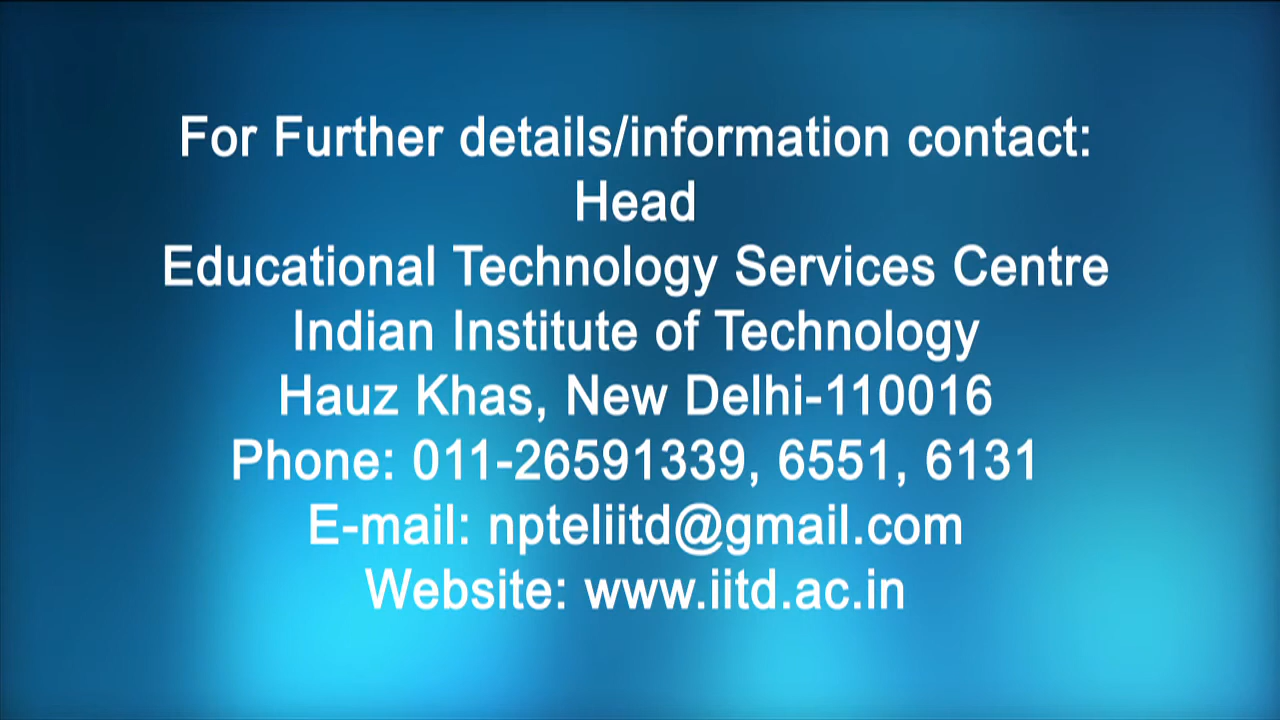 For Further details/information contact:
Head
Educational Technology Services Centre
Indian Institute of Technology
Hauz Khas, New Delhi-110016
Phone: 011-26591339, 6551, 6131
E-mail: npteliitd@gmail.com
Website: www.iitd.ac.in